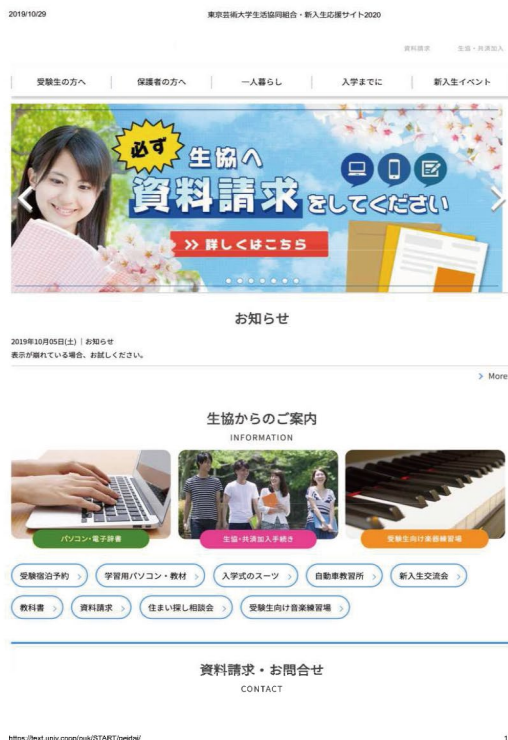 2019/10/29
東京芸術大学生活協同組合・新入生応援サイト2020
資料請求 生協・共済加入
受験生の方へ 保護者の方へ 一人暮らし 入学までに 新入生イベント
必ず
生協へ
資料請求をしてください
詳しくはこちら
お知らせ
2019年10月05日(土)|お知らせ
表示が崩れている場合、お試しください。
More
生協からのご案内
INFORMATION
パソコン・電子辞書 生協・共済加入手続き 受験生向け楽器練習場
受験宿泊予約 学習用パソコン・教材 入学式のスーツ 自動車教習所 新入生交流会
教科書 資料請求 住まい探し相談会 受験生向け音楽練習場
資料請求・お問合せ
CONTACT